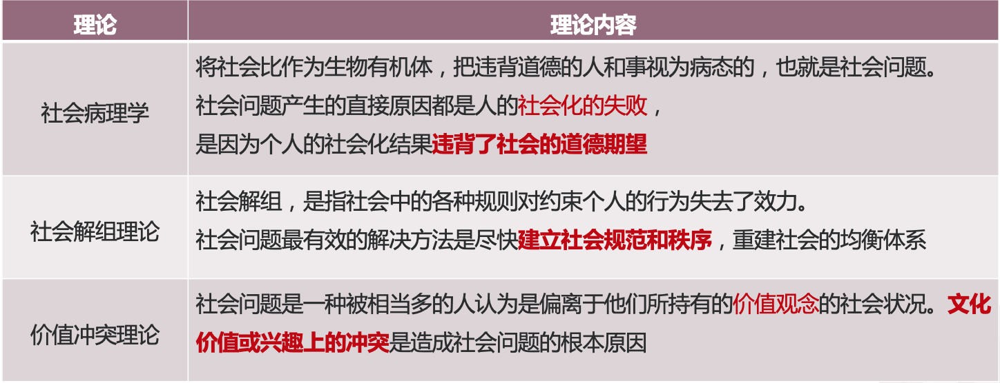 理论
理论内容
社会病理学
将社会比作为生物有机体，把违背道德的人和事视为病态的，也就是社会问题。
社会问题产生的直接原因都是人的社会化的失败，
是因为个人的社会化结果违背了社会的道德期望
社会解组理论
社会解组，是指社会中的各种规则对约束个人的行为失去了效力。
社会问题最有效的解决方法是尽快建立社会规范和秩序，重建社会的均衡体系
价值冲突理论
社会问题是一种被相当多的人认为是偏离于他们所持有的价值观念的社会状况。文化
价值或兴趣上的冲突是造成社会问题的根本原因